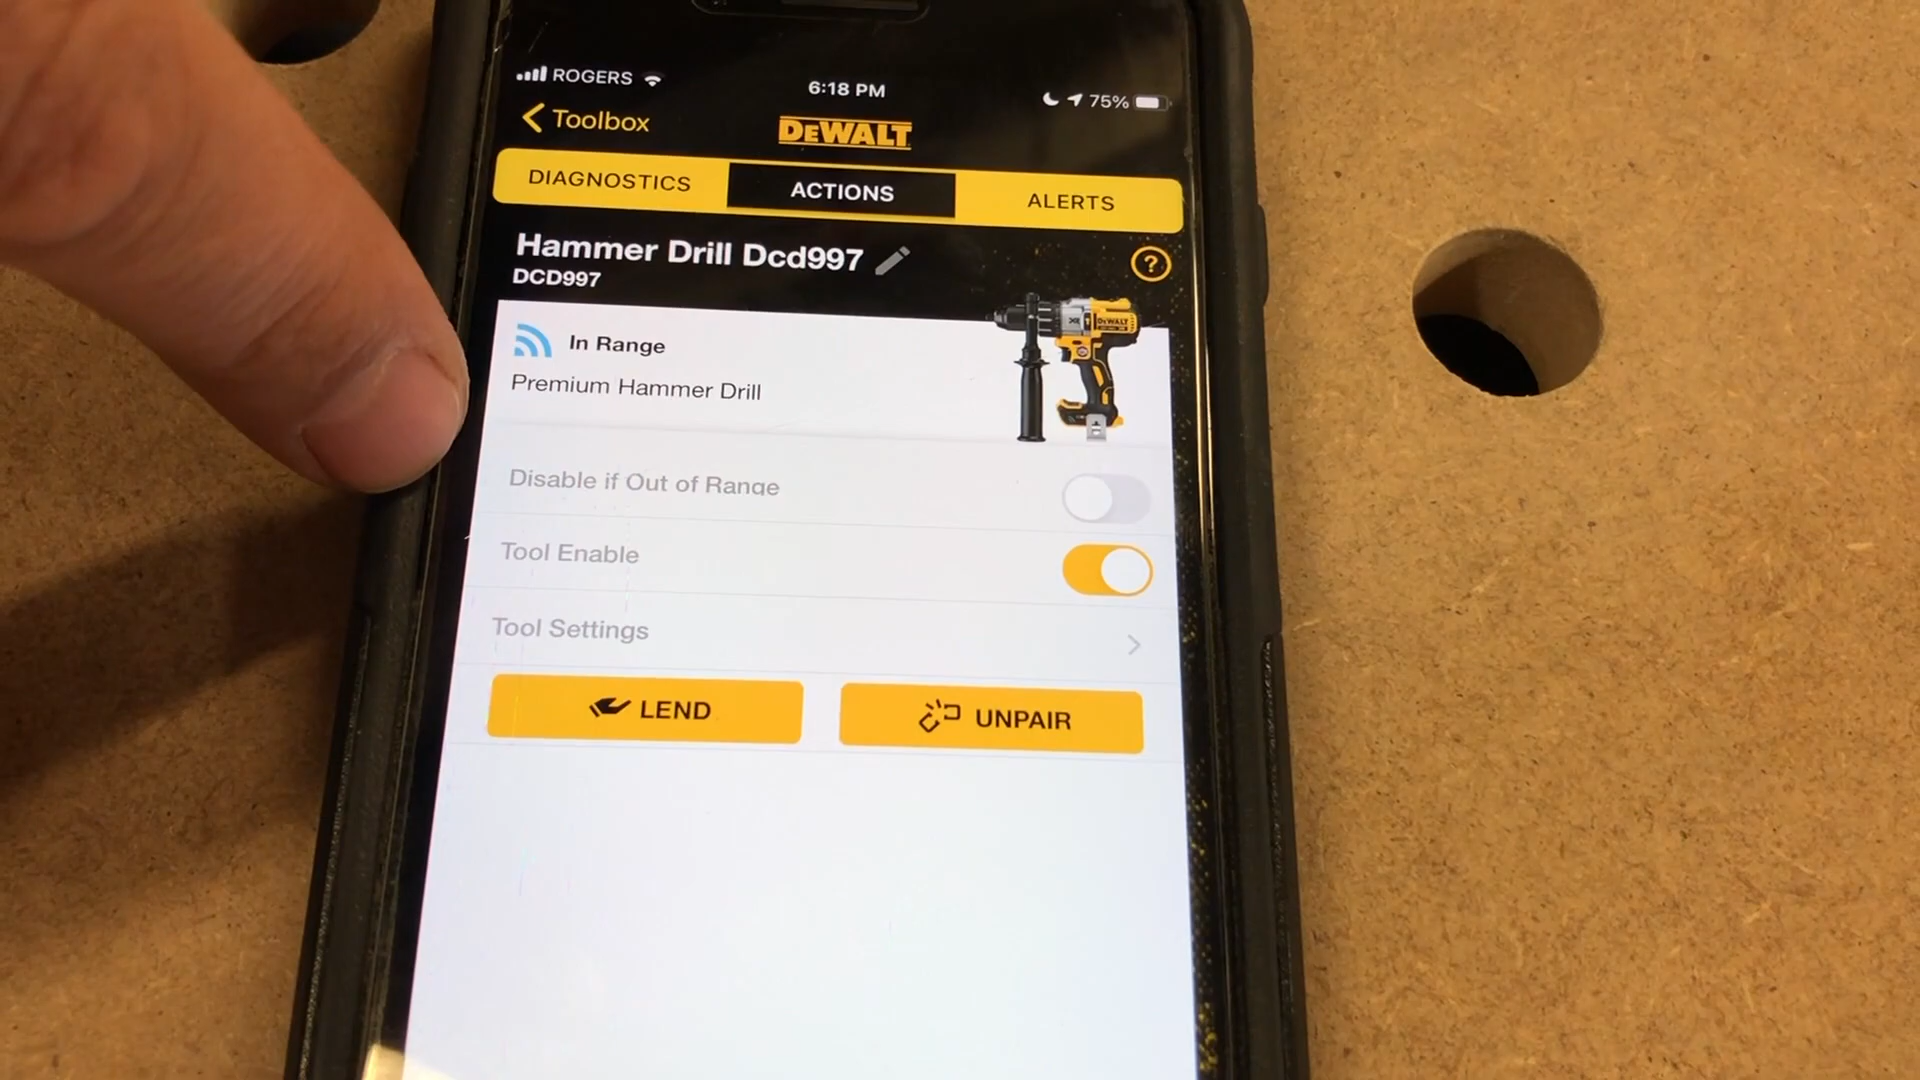 ROGERS
6:18 PM
75%
Toolbox
DEWALT
DIAGNOSTICS
ACTIONS
ALERTS
Hammer Drill Dcd997
DCD997
?
In Range
Premium Hammer Drill
DEWALT
Disable if Out of Range
Tool Enable
Tool Settings
LEND
UNPAIR